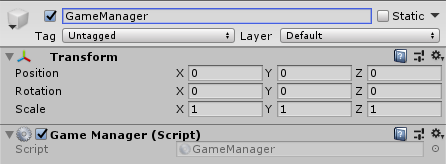 GameManager Static
Tag Untagged Layer Default
Transform
Position X 0 Y 0 Z 0
Rotation X 0 Y 0 Z 0
Scale X 1 Y 1 Z 1
Game Manager (Script)
Script GameManager